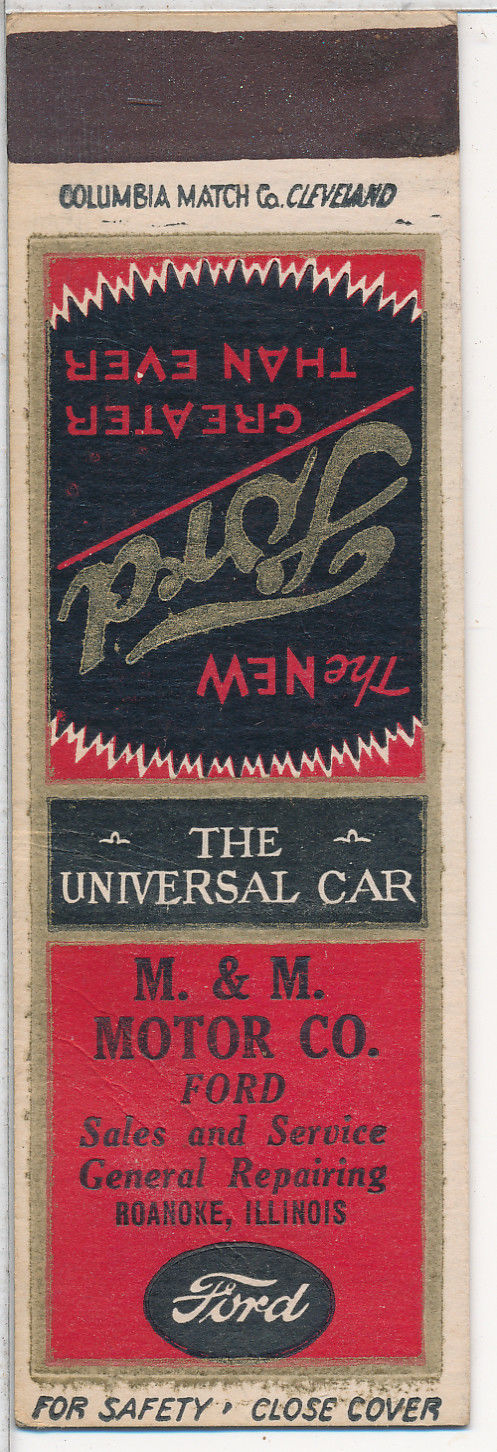 COLUMBIA MATCH Co. CLEVELAND
The NEW
Ford
GREATER
THAN EVER
THE
UNIVERSAL CAR
M. & M.
MOTOR CO.
FORD
Sales and Service
General Repairing
ROANOKE, ILLINOIS
Ford
FOR SAFETY · CLOSE COVER